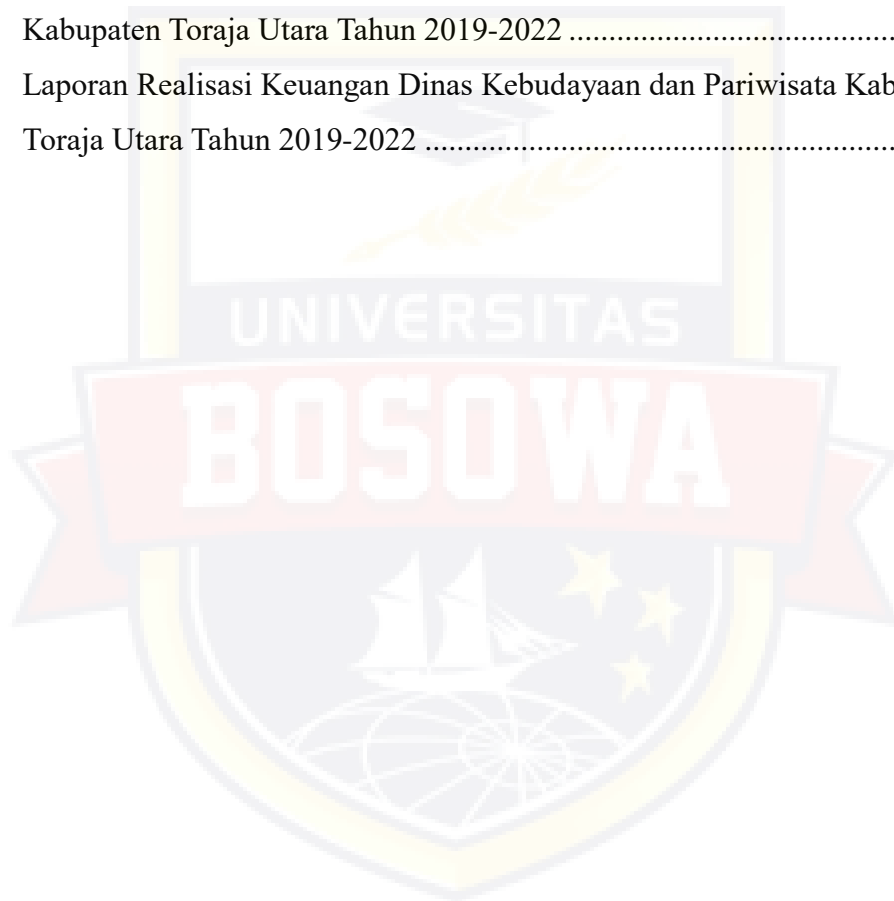 Kabupaten Toraja Utara Tahun 2019-2022 ......................................
Laporan Realisasi Keuangan Dinas Kebudayaan dan Pariwisata Kab
Toraja Utara Tahun 2019-2022 .......................................................
UNIVERSITAS
BOSOWA